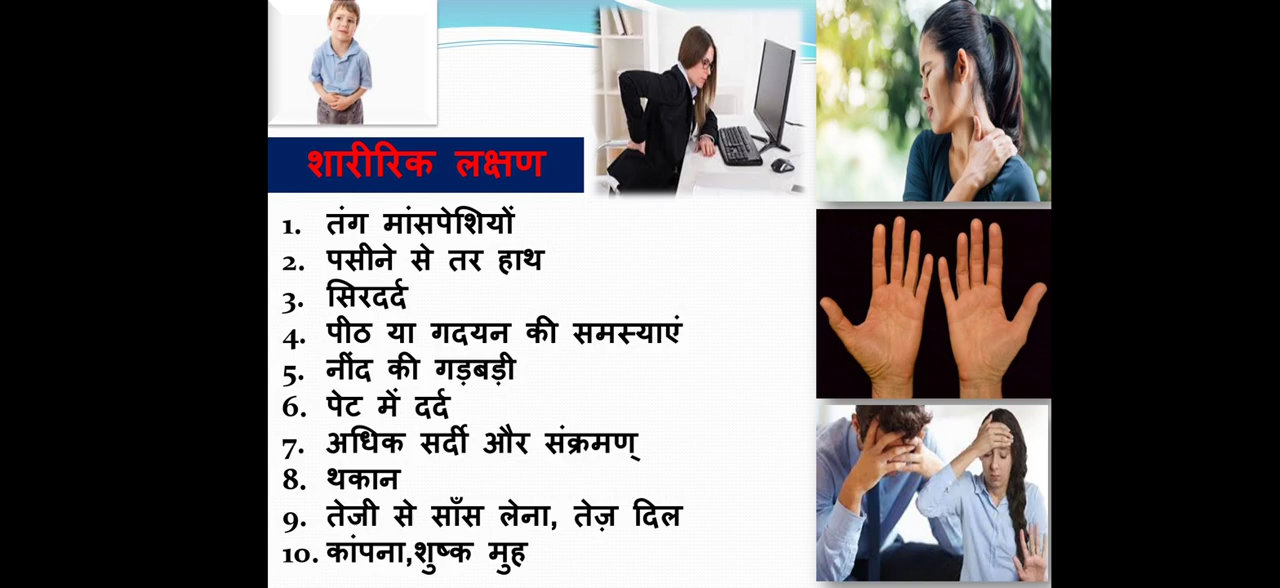 शारीरिक लक्षण
1. तंग मांसपेशियों
2. पसीने से तर हाथ
3. सिरदर्द
4. पीठ या गदयन की समस्याएं
5. नींद की गड़बड़ी
6. पेट में दर्द
7. अधिक सर्दी और संक्रमण्
8. थकान
9. तेजी से साँस लेना, तेज़ दिल
10. कांपना,शुष्क मुह